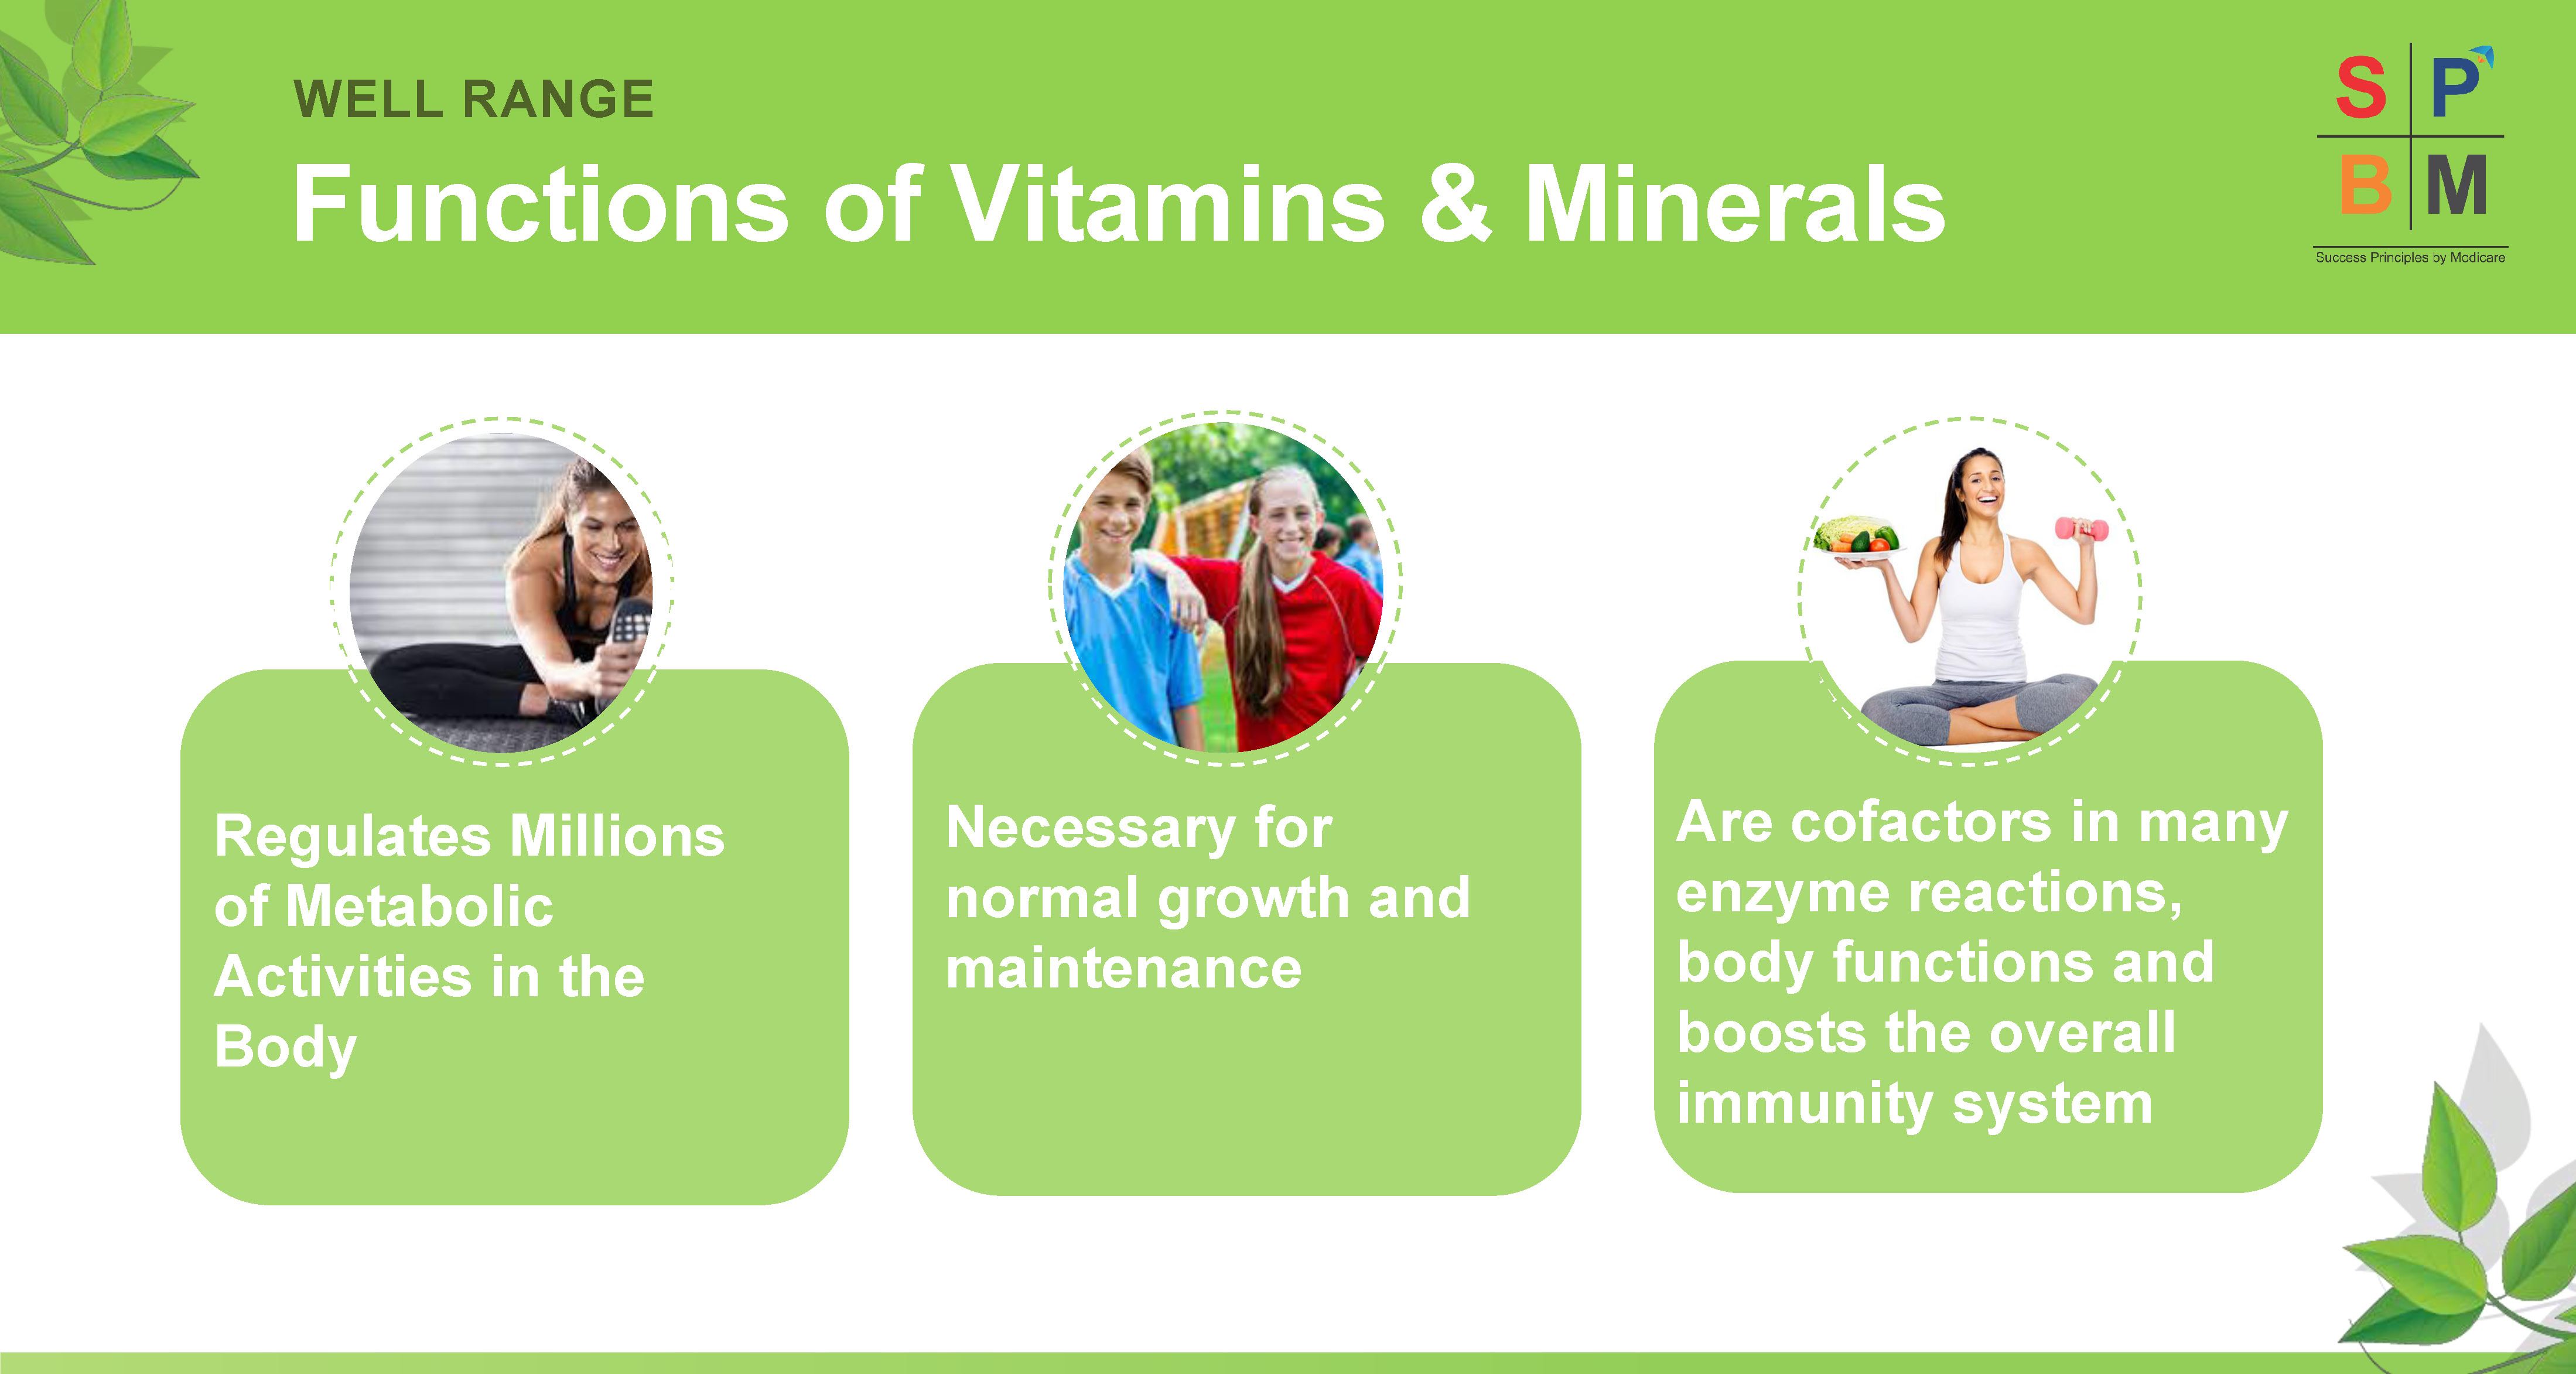 WELL RANGE
Functions of Vitamins & Minerals
S P
B M
Success Principles by Modicare
Regulates Millions
of Metabolic
Activities in the
Body
Necessary for
normal growth and
maintenance
Are cofactors in many
enzyme reactions,
body functions and
boosts the overall
immunity system